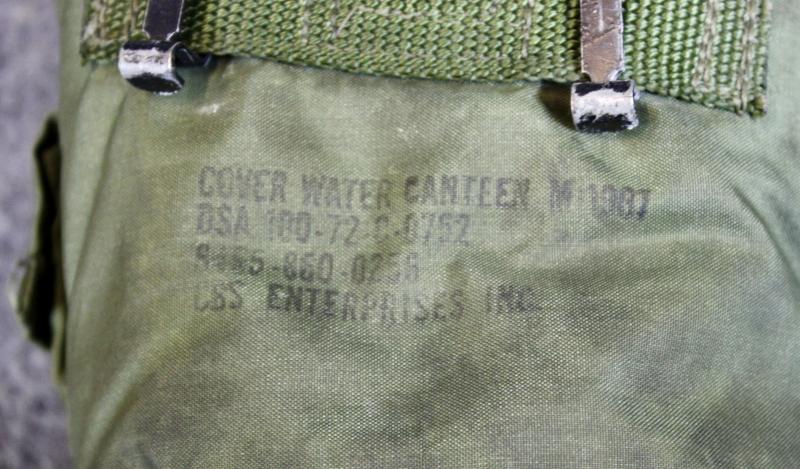 COVER WATER CANTEEN M-1967
DSA 100-72-C-0752
8465-860-0256
ENTERPRISES INC.